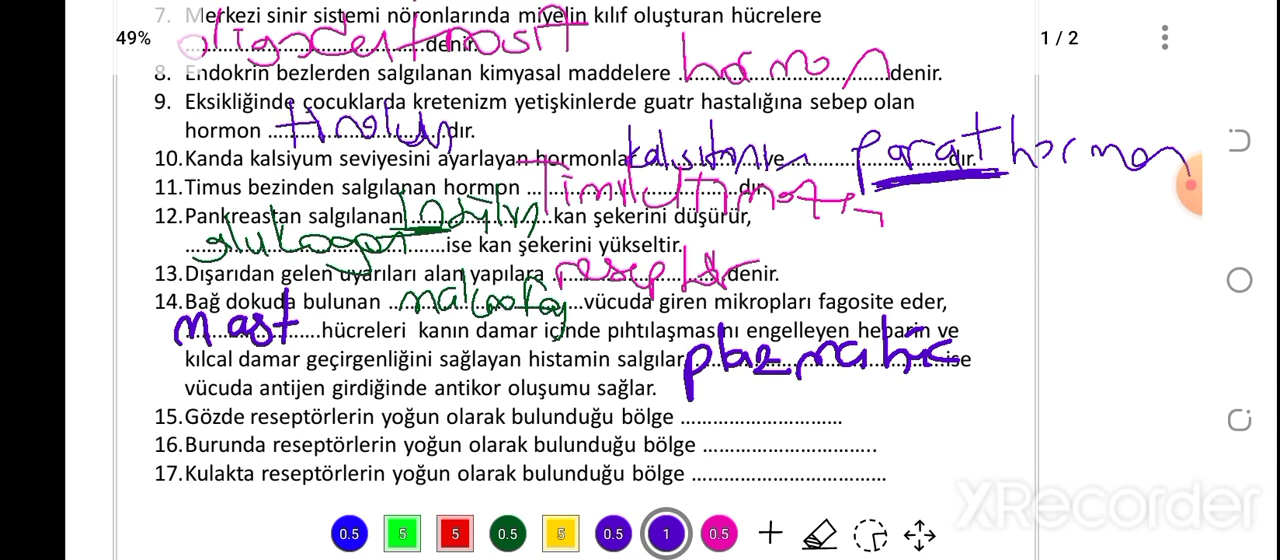 7. Merkezi sinir sistemi nöronlarında miyelin kılıf oluşturan hücrelere
49% 1 / 2
oligodentrosit denir.
8. Endokrin bezlerden salgılanan kimyasal maddelere hormon denir.
9. Eksikliğinde çocuklarda kretenizm yetişkinlerde guatr hastalığına sebep olan
hormon ........ dır.
10. Kanda kalsiyum seviyesini ayarlayan hormonlar ........ ve ........ parathormon dır.
11. Timus bezinden salgılanan hormon ........ dır.
12. Pankreastan salgılanan ........ kan şekerini düşürür,
glukagon ........ ise kan şekerini yükseltir.
13. Dışarıdan gelen uyarıları alan yapılara reseptör denir.
14. Bağ dokuda bulunan makrofaj vücuda giren mikropları fagosite eder,
mast ........ hücreleri kanın damar içinde pıhtılaşmasını engelleyen heparin ve
kılcal damar geçirgenliğini sağlayan histamin salgılar, ........ ise
vücuda antijen girdiğinde antikor oluşumu sağlar.
15. Gözde reseptörlerin yoğun olarak bulunduğu bölge ..............................
16. Burunda reseptörlerin yoğun olarak bulunduğu bölge ................................
17. Kulakta reseptörlerin yoğun olarak bulunduğu bölge ....................................
XRecorder
0.5 5 5 0.5 5 0.5 1 0.5